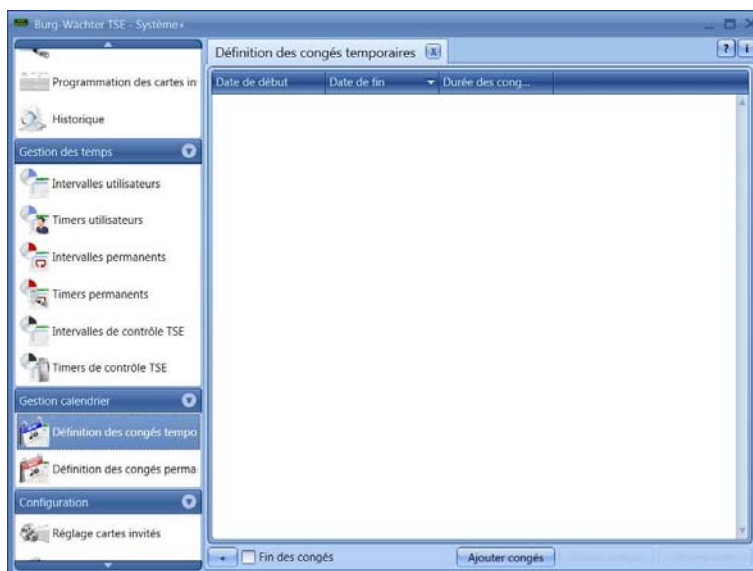 Burg-Wächter TSE - Système+
Programmation des cartes in
Historique
Gestion des temps
Intervalles utilisateurs
Timers utilisateurs
Intervalles permanents
Timers permanents
Intervalles de contrôle TSE
Timers de contrôle TSE
Gestion calendrier
Définition des congés tempo
Définition des congés perma
Configuration
Réglage cartes invités
Définition des congés temporaires X
? i
Date de début Date de fin Durée des cong...
+ Fin des congés Ajouter congés